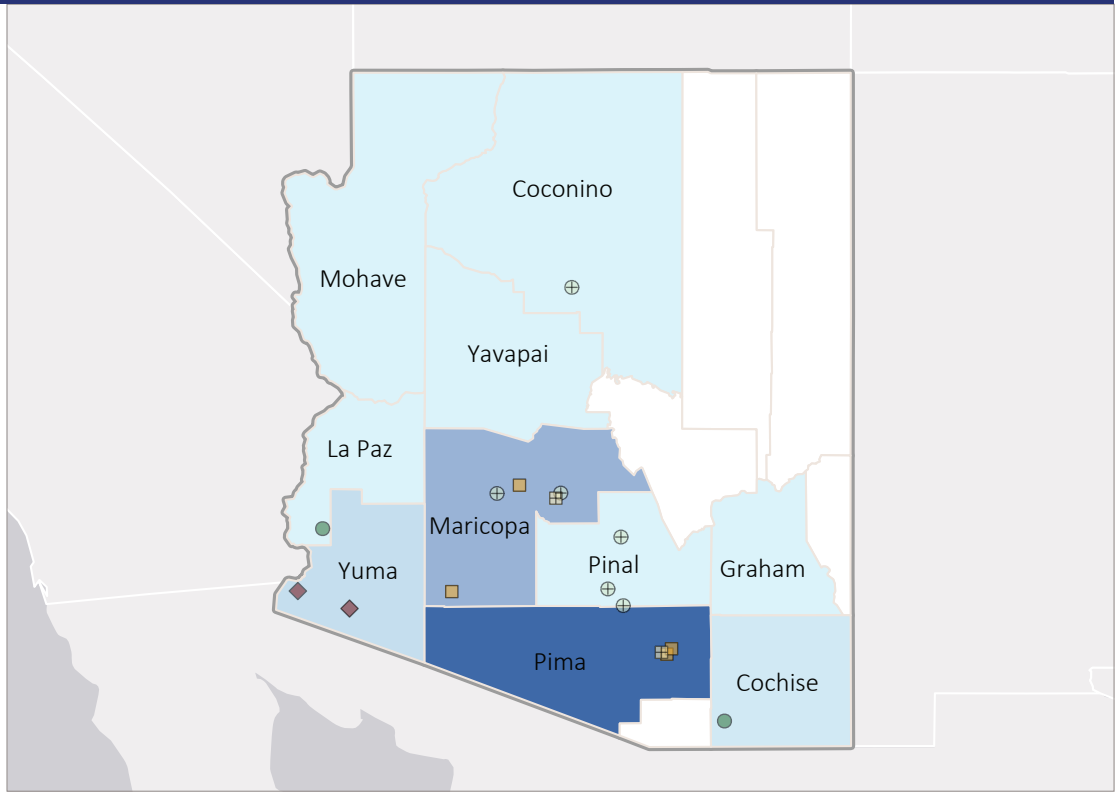 Coconino
Mohave
Yavapai
La Paz
Maricopa
Yuma
Pinal
Graham
Pima
Cochise